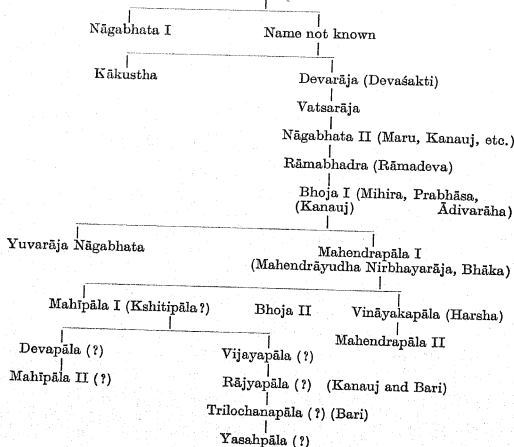 Nāgabhata I Name not known
Kākustha Devarāja (Devaśakti)
Vatsarāja
Nāgabhata II (Maru, Kanauj, etc.)
Rāmabhadra (Rāmadeva)
Bhoja I (Mihira, Prabhāsa,
(Kanauj) Ādivarāha)
Yuvarāja Nāgabhata Mahendrapāla I
(Mahendrāyudha Nirbhayarāja, Bhāka)
Mahīpāla I (Kshitipāla?) Bhoja II Vināyakapāla (Harsha)
Mahendrapāla II
Devapāla (?) Vijayapāla (?)
Mahīpāla II (?) Rājyapāla (?) (Kanauj and Bari)
Trilochanapāla (?) (Bari)
Yasahpāla (?)